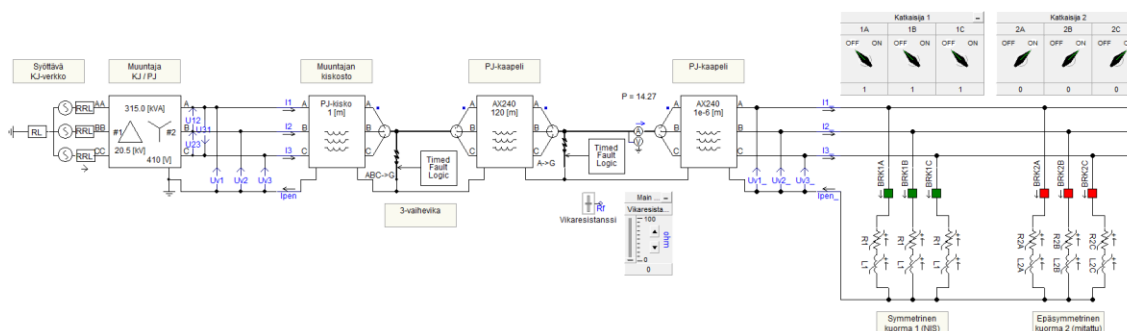 Katkaisija 1
1A 1B 1C
OFF ON OFF ON OFF ON
1 1 1
Katkaisija 2
2A 2B 2C
OFF ON OFF ON OFF
0 0 0
Syöttävä
KJ-verkko
Muuntaja
KJ / PJ
Muuntajan
kiskosto
PJ-kaapeli
PJ-kaapeli
RL
RRL
RRL
RRL
AA
BB
CC
315.0 [kVA]
#1
#2
20.5 [kV]
410 [V]
A
B
C
U12
U31
U23
Uv1
Uv2
Uv3
I1
I2
I3
Ipen
A
B
C
PJ-kisko
1 [m]
A
B
C
ABC->G
Timed
Fault
Logic
3-vaihevika
A
B
C
AX240
120 [m]
A
B
C
A->G
Timed
Fault
Logic
P = 14.27
A
V
A
B
C
AX240
1e-6 [m]
A
B
C
Rf
Vikaresistanssi
Main ...
Vikaresista...
100
0
ohm
0
Uv1_
Uv2_
Uv3_
Ipen_
I1_
I2_
I3_
BRK1A
BRK1B
BRK1C
R1
R1
R1
L1
L1
L1
BRK2A
BRK2B
BRK2C
R2A
R2B
R2C
L2A
L2B
L2C
Symmetrinen
kuorma 1 (NIS)
Epäsymmetrinen
kuorma 2 (mitattu)